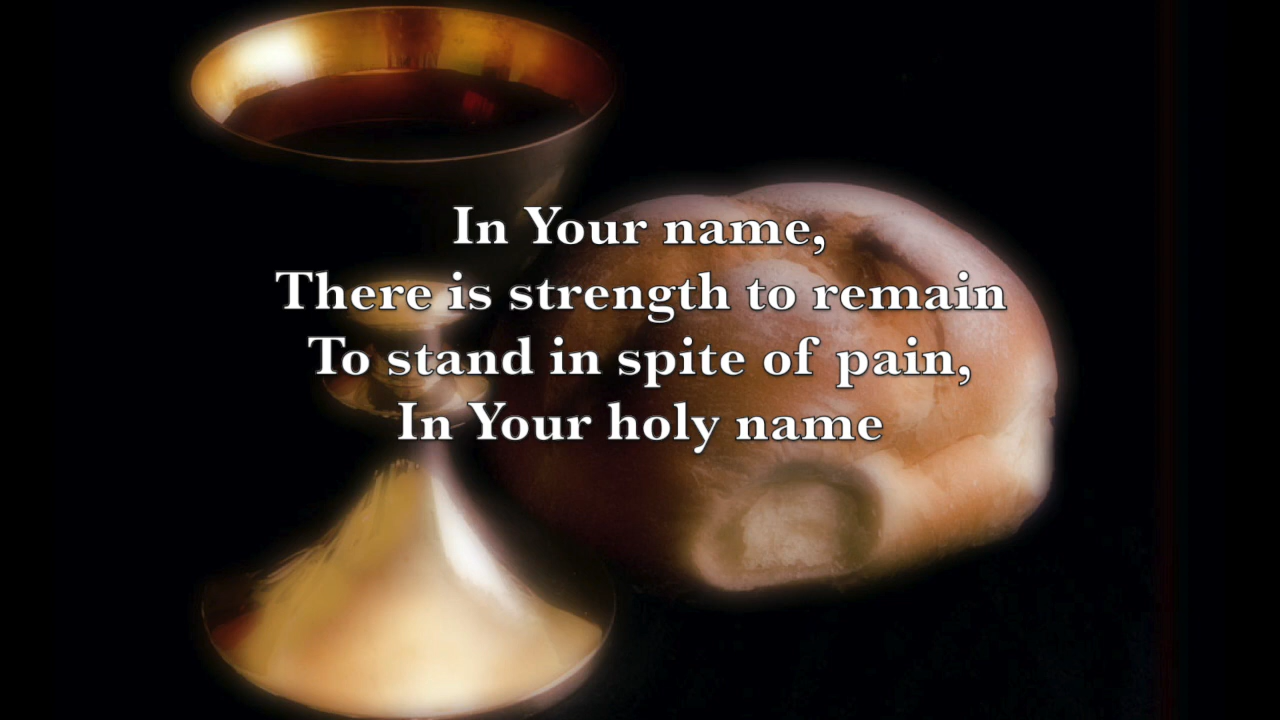 In Your name,
There is strength to remain
To stand in spite of pain,
In Your holy name